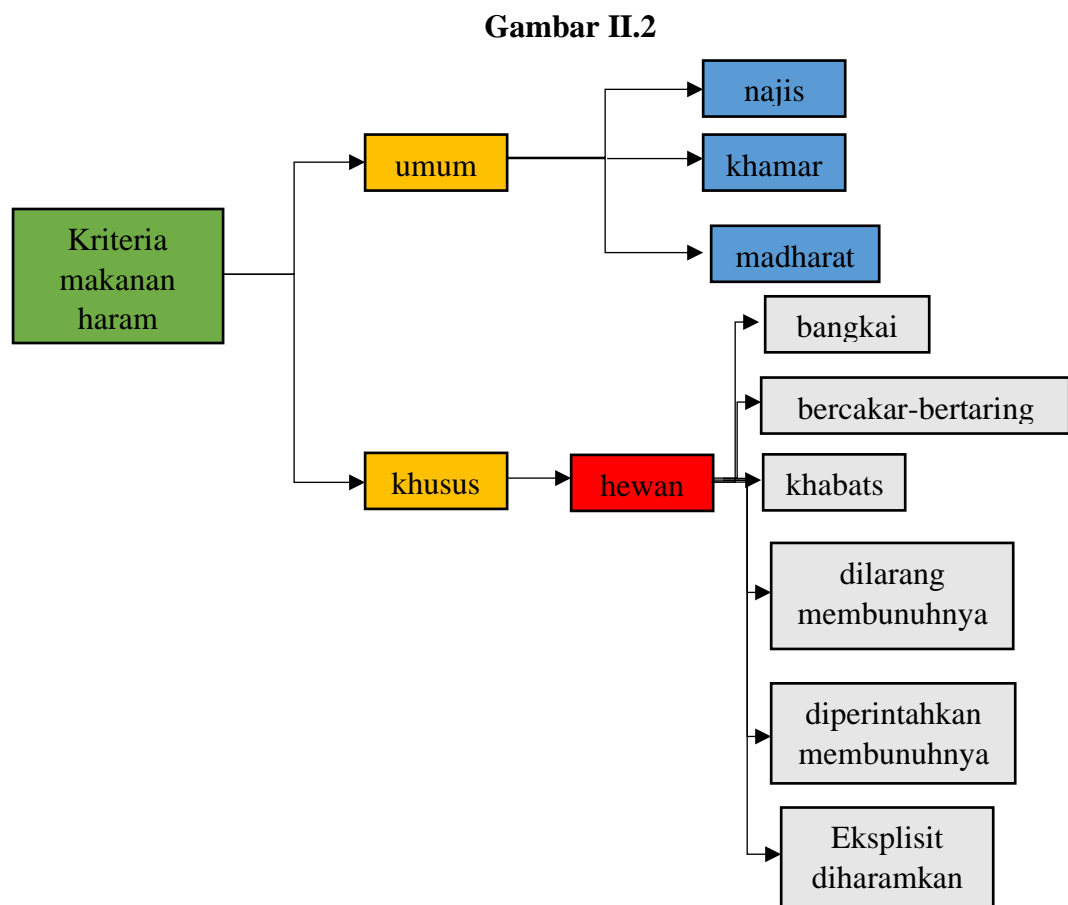 Gambar II.2
najis
umum
khamar
Kriteria
makanan
haram
madharat
bangkai
bercakar-bertaring
khusus
hewan
khabats
dilarang
membunuhnya
diperintahkan
membunuhnya
Eksplisit
diharamkan